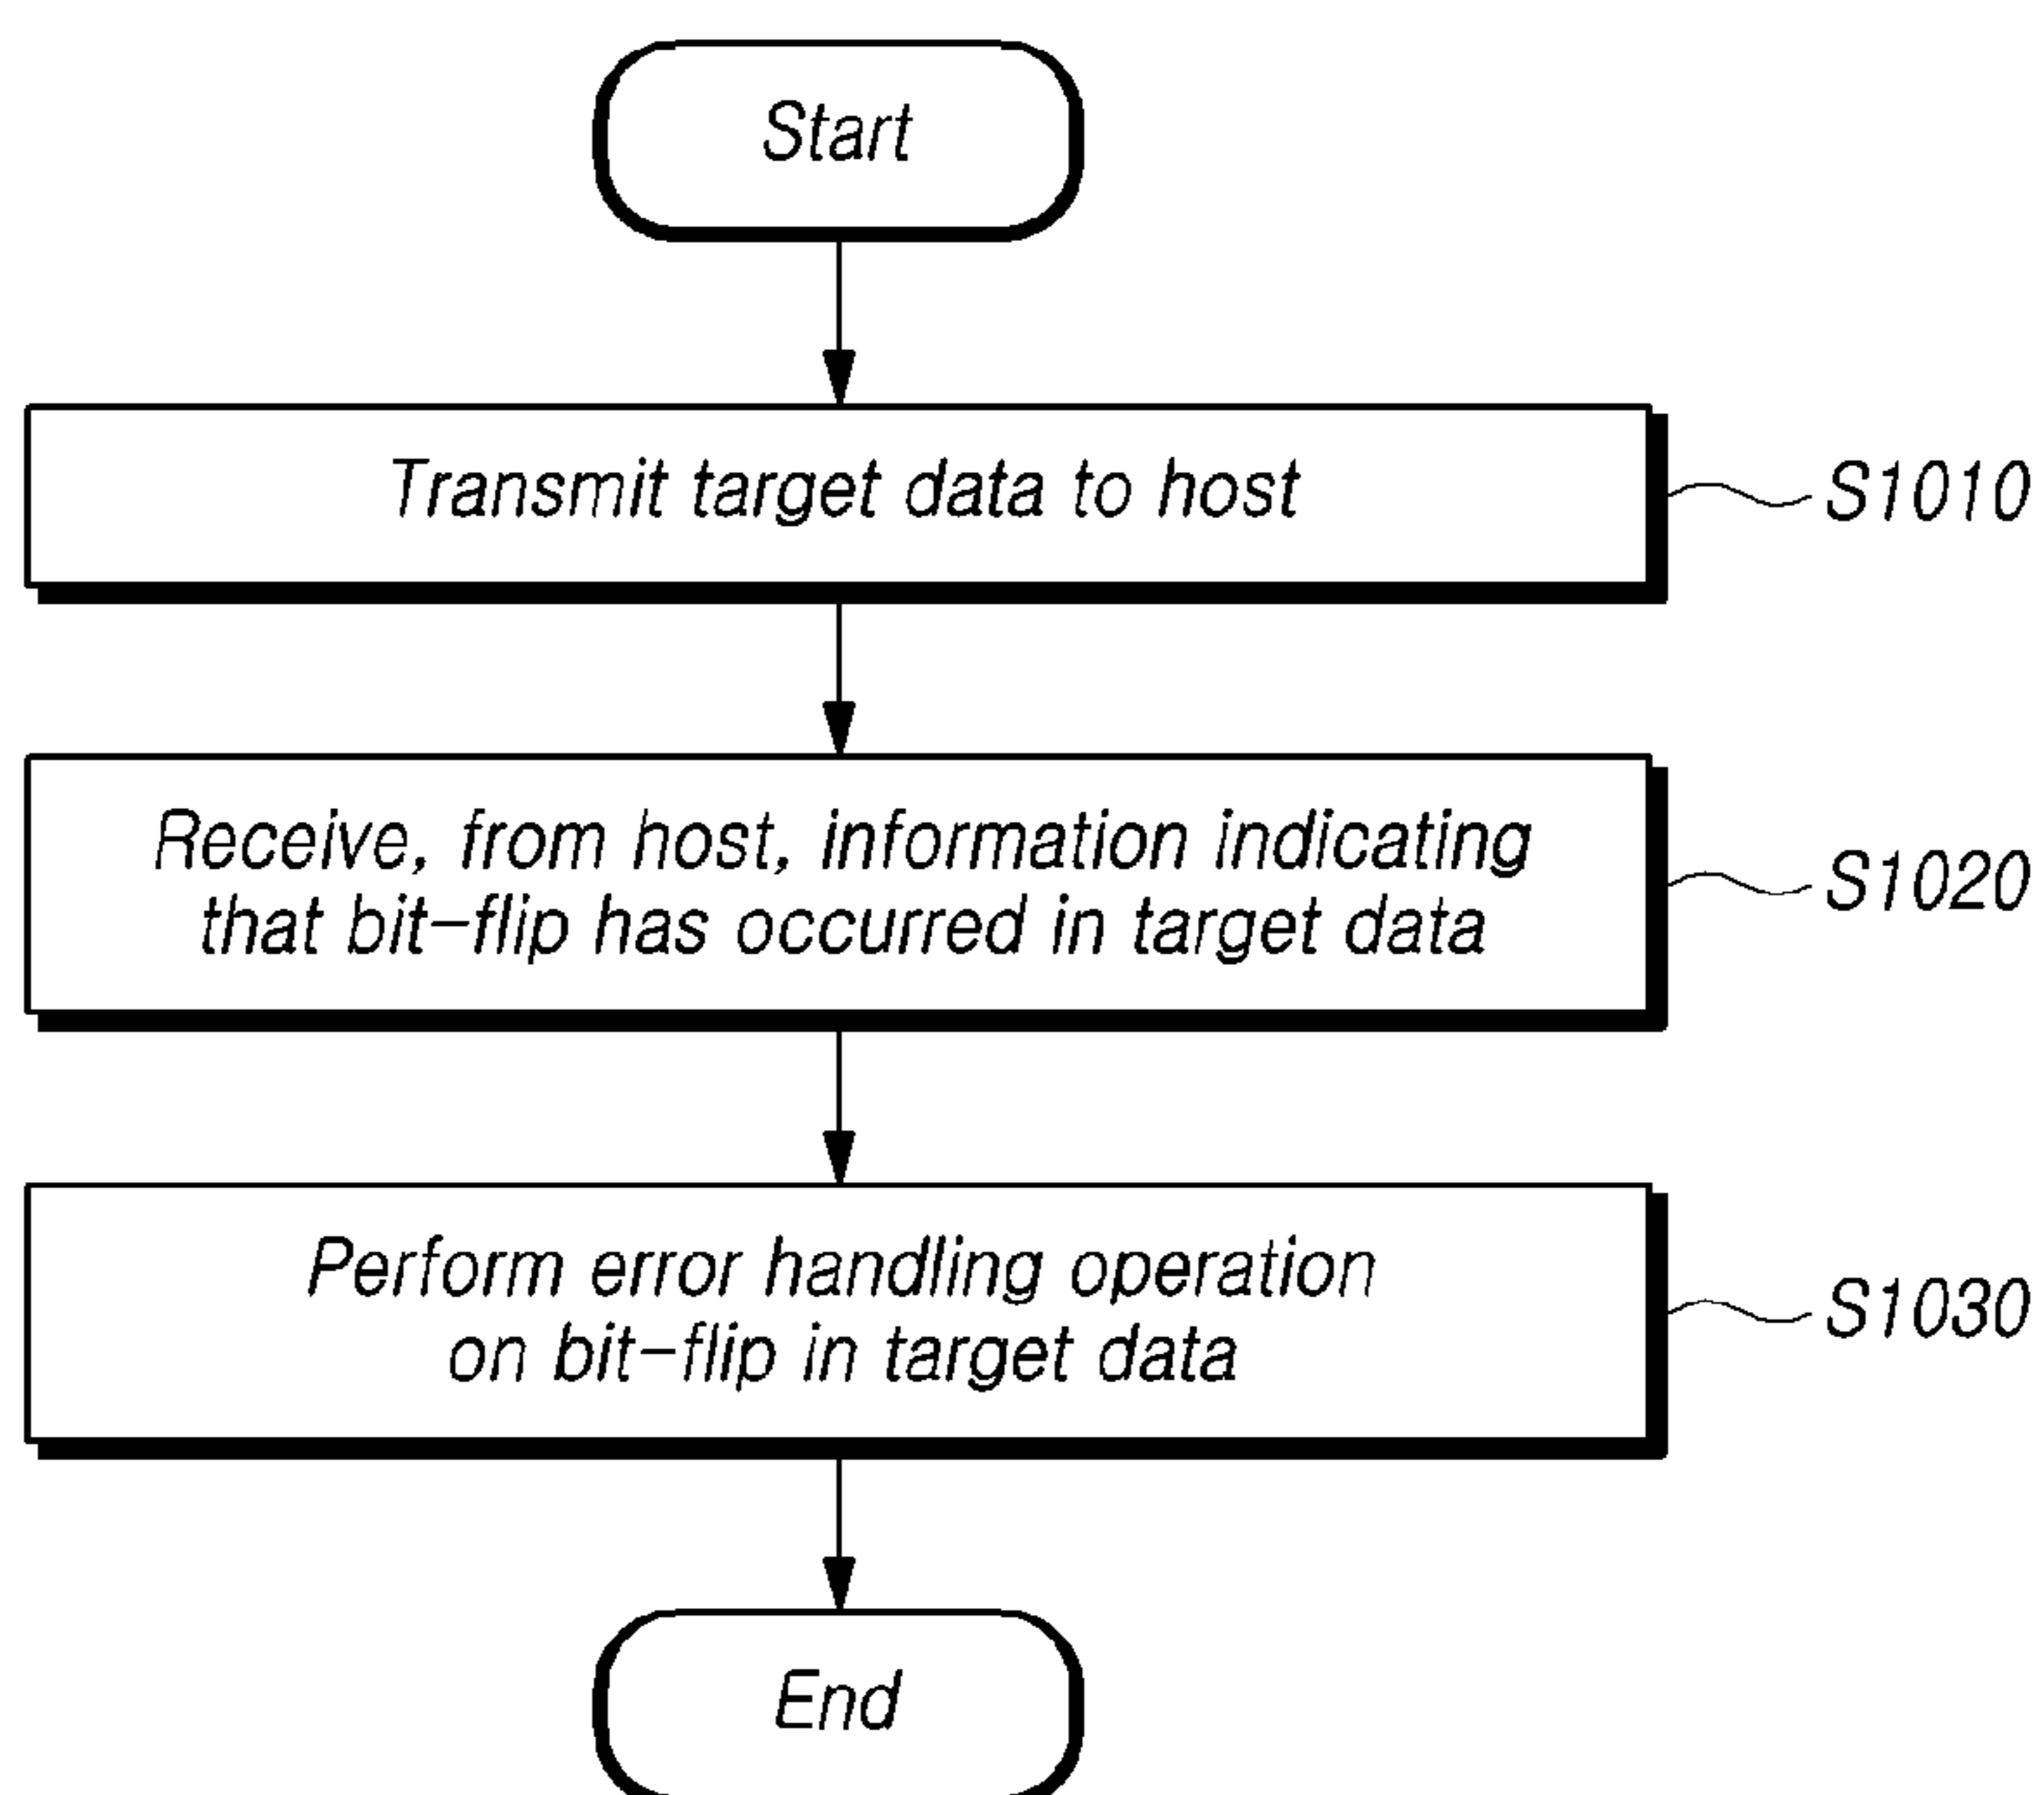 Start
Transmit target data to host
S1010
Receive, from host, information indicating
that bit-flip has occurred in target data
S1020
Perform error handling operation
on bit-flip in target data
S1030
End